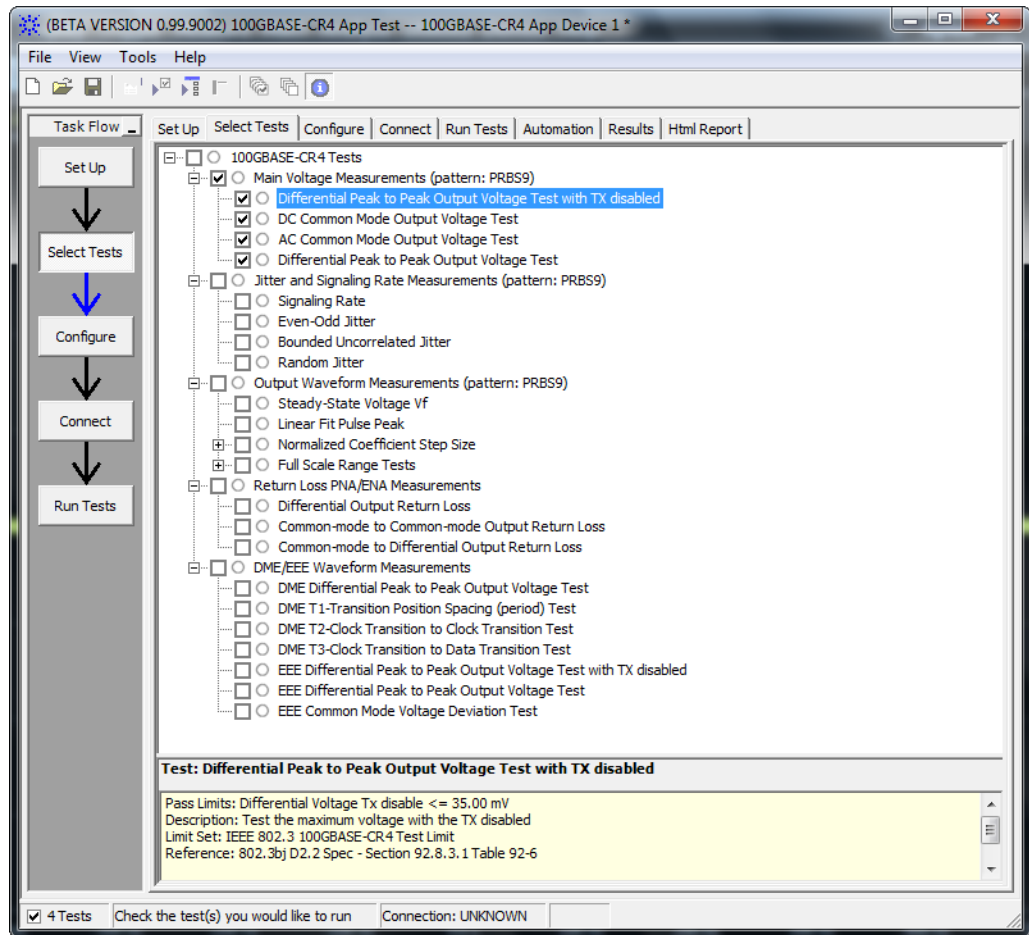 (BETA VERSION 0.99.9002) 100GBASE-CR4 App Test -- 100GBASE-CR4 App Device 1 *
File View Tools Help
Task Flow
Set Up
Select Tests
Configure
Connect
Run Tests
Set Up Select Tests Configure Connect Run Tests Automation Results Html Report
100GBASE-CR4 Tests
Main Voltage Measurements (pattern: PRBS9)
Differential Peak to Peak Output Voltage Test with TX disabled
DC Common Mode Output Voltage Test
AC Common Mode Output Voltage Test
Differential Peak to Peak Output Voltage Test
Jitter and Signaling Rate Measurements (pattern: PRBS9)
Signaling Rate
Even-Odd Jitter
Bounded Uncorrelated Jitter
Random Jitter
Output Waveform Measurements (pattern: PRBS9)
Steady-State Voltage Vf
Linear Fit Pulse Peak
Normalized Coefficient Step Size
Full Scale Range Tests
Return Loss PNA/ENA Measurements
Differential Output Return Loss
Common-mode to Common-mode Output Return Loss
Common-mode to Differential Output Return Loss
DME/EEE Waveform Measurements
DME Differential Peak to Peak Output Voltage Test
DME T1-Transition Position Spacing (period) Test
DME T2-Clock Transition to Clock Transition Test
DME T3-Clock Transition to Data Transition Test
EEE Differential Peak to Peak Output Voltage Test with TX disabled
EEE Differential Peak to Peak Output Voltage Test
EEE Common Mode Voltage Deviation Test
Test: Differential Peak to Peak Output Voltage Test with TX disabled
Pass Limits: Differential Voltage Tx disable <= 35.00 mV
Description: Test the maximum voltage with the TX disabled
Limit Set: IEEE 802.3 100GBASE-CR4 Test Limit
Reference: 802.3bj D2.2 Spec - Section 92.8.3.1 Table 92-6
4 Tests Check the test(s) you would like to run Connection: UNKNOWN